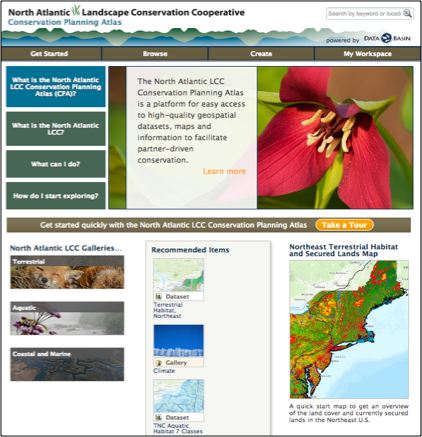 North Atlantic Landscape Conservation Cooperative
Conservation Planning Atlas
Search by keyword or locati
powered by DATA BASIN
Get Started
Browse
Create
My Workspace
What is the North Atlantic
LCC Conservation Planning
Atlas (CPA)?
What is the North Atlantic
LCC?
What can I do?
How do I start exploring?
The North Atlantic LCC
Conservation Planning Atlas
is a platform for easy access
to high-quality geospatial
datasets, maps and
information to facilitate
partner-driven
conservation.
Learn more
Get started quickly with the North Atlantic LCC Conservation Planning Atlas
Take a Tour
North Atlantic LCC Galleries...
Terrestrial
Aquatic
Coastal and Marine
Recommended Items
Dataset
Terrestrial
Habitat,
Northeast
Gallery
Climate
Dataset
TNC Aquatic
Habitat 7 Classes
Northeast Terrestrial Habitat
and Secured Lands Map
A quick start map to get an overview
of the land cover and currently secured
lands in the Northeast U.S.